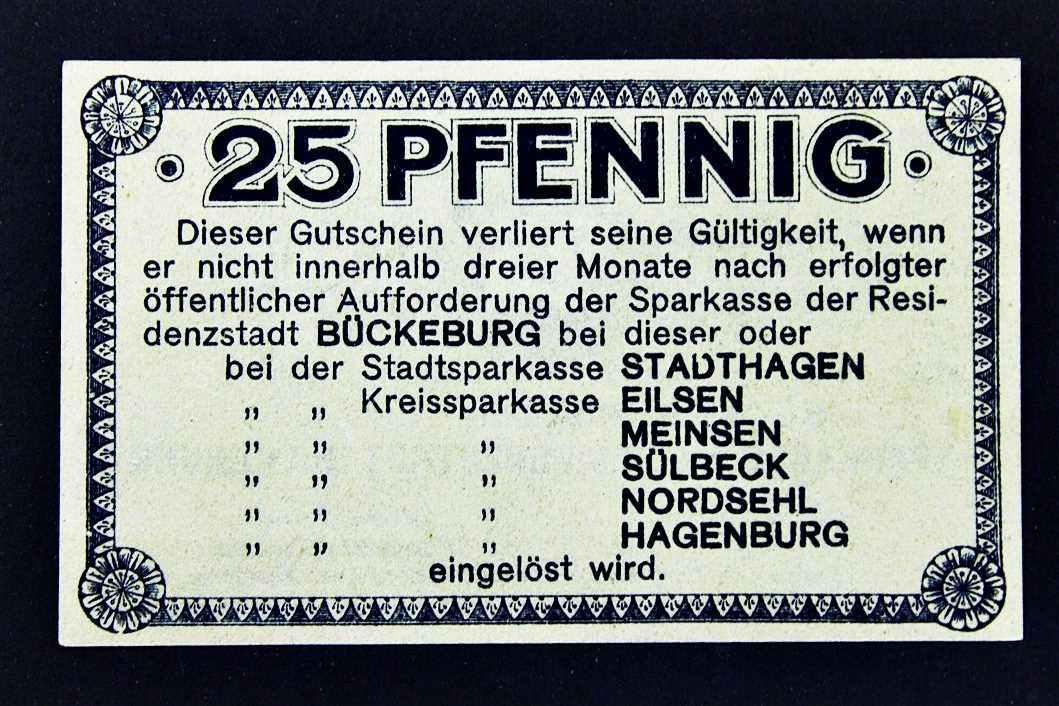 • 25 PFENNIG •
Dieser Gutschein verliert seine Gültigkeit, wenn
er nicht innerhalb dreier Monate nach erfolgter
öffentlicher Aufforderung der Sparkasse der Resi-
denzstadt BÜCKEBURG bei dieser oder
bei der Stadtsparkasse STADTHAGEN
„ „ Kreissparkasse EILSEN
„ „ „ MEINSEN
„ „ „ SÜLBECK
„ „ „ NORDSEHL
„ „ „ HAGENBURG
eingelöst wird.